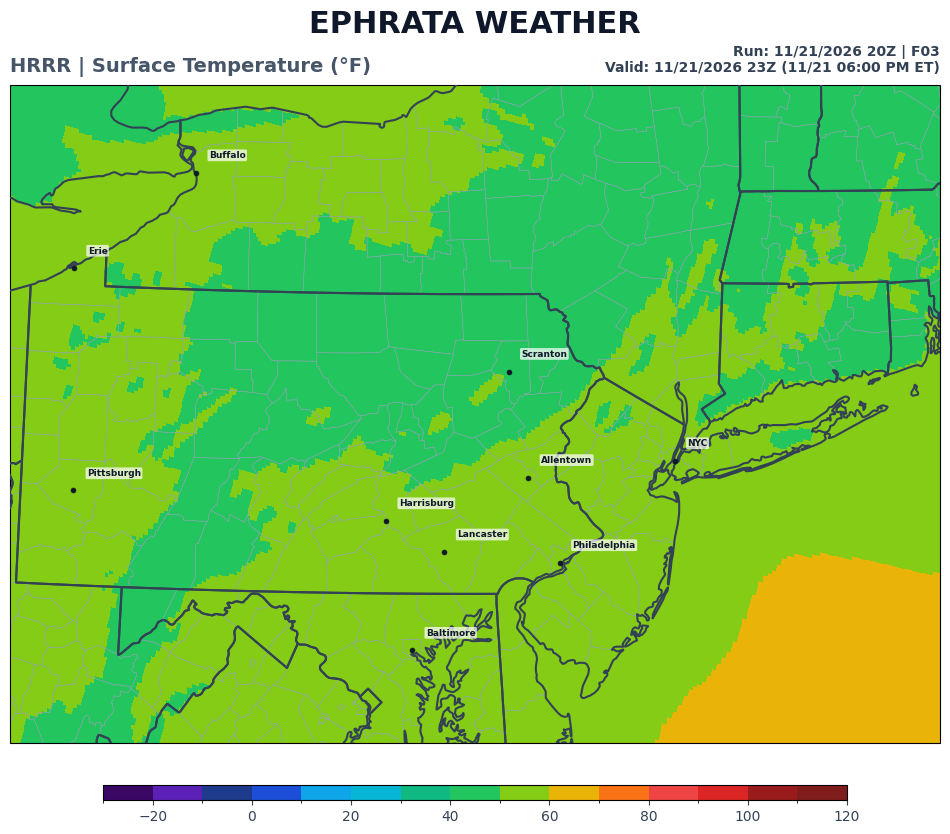 EPHRATA WEATHER
HRRR | Surface Temperature (°F)
Run: 11/21/2026 20Z | F03
Valid: 11/21/2026 23Z (11/21 06:00 PM ET)
Buffalo
Erie
Scranton
NYC
Allentown
Pittsburgh
Harrisburg
Lancaster
Philadelphia
Baltimore
−20 0 20 40 60 80 100 120